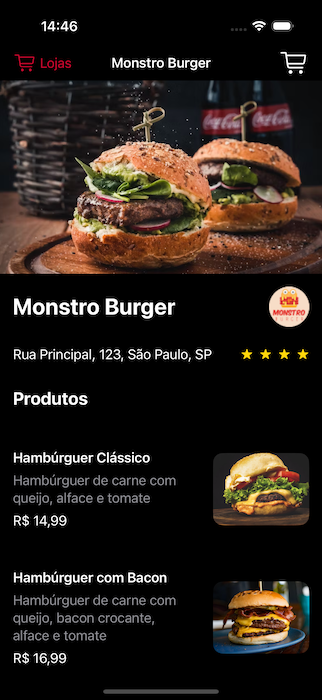 14:46
Lojas
Monstro Burger
Coca-Cola
Monstro Burger
MONSTRO
BURGER
Rua Principal, 123, São Paulo, SP
Produtos
Hambúrguer Clássico
Hambúrguer de carne com
queijo, alface e tomate
R$ 14,99
Hambúrguer com Bacon
Hambúrguer de carne com
queijo, bacon crocante,
alface e tomate
R$ 16,99